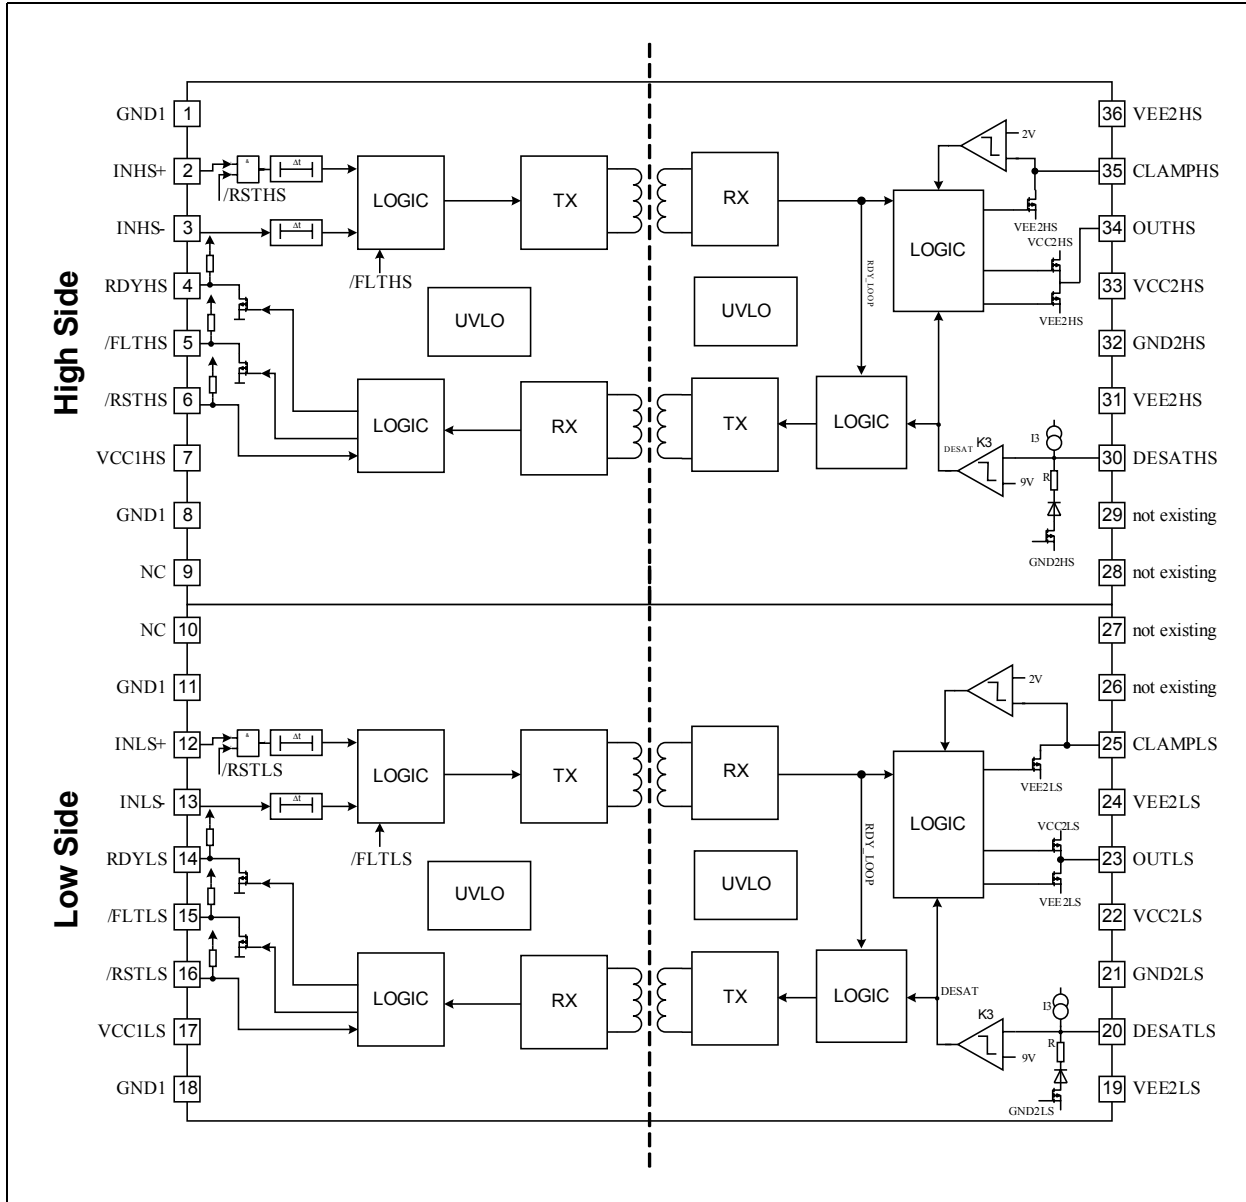 High Side
GND1 1
INHS+ 2
/RSTHS
INHS- 3
RDYHS 4
/FLTHS 5
/RSTHS 6
VCC1HS 7
GND1 8
NC 9
&
Δt
Δt
LOGIC
/FLTHS
TX
UVLO
LOGIC
RX
RX
UVLO
TX
RDY_LOOP
LOGIC
LOGIC
2V
VEE2HS
VCC2HS
VEE2HS
DESAT
K3
9V
I3
R
GND2HS
36 VEE2HS
35 CLAMPHS
34 OUTHS
33 VCC2HS
32 GND2HS
31 VEE2HS
30 DESATHS
29 not existing
28 not existing
Low Side
NC 10
GND1 11
INLS+ 12
/RSTLS
INLS- 13
RDYLS 14
/FLTLS 15
/RSTLS 16
VCC1LS 17
GND1 18
&
Δt
Δt
LOGIC
/FLTLS
TX
UVLO
LOGIC
RX
RX
UVLO
TX
RDY_LOOP
LOGIC
LOGIC
2V
VEE2LS
VCC2LS
VEE2LS
DESAT
K3
9V
I3
R
GND2LS
27 not existing
26 not existing
25 CLAMPLS
24 VEE2LS
23 OUTLS
22 VCC2LS
21 GND2LS
20 DESATLS
19 VEE2LS